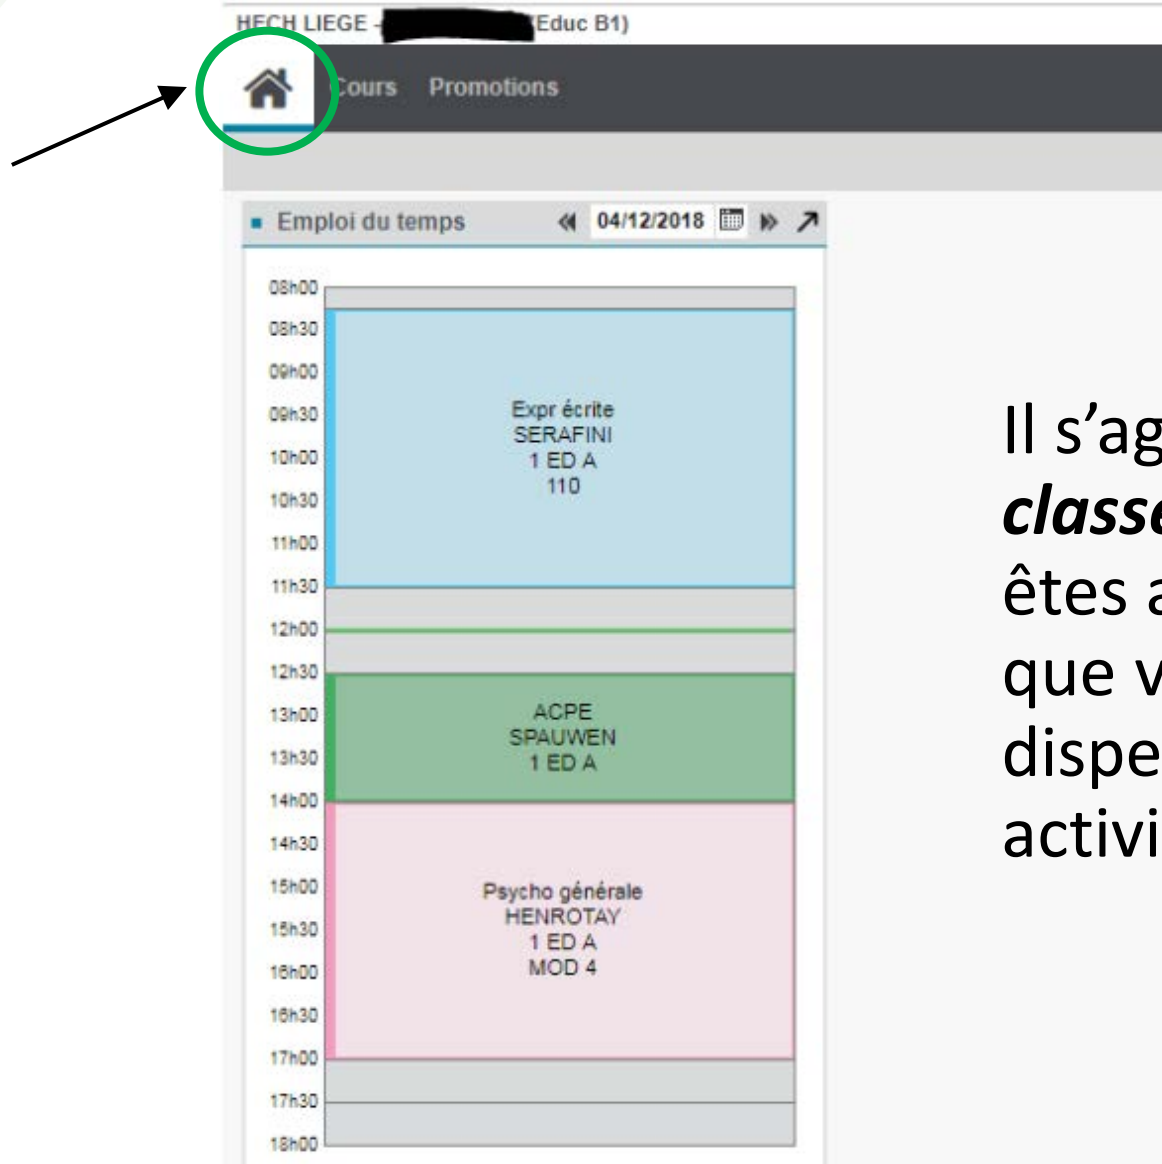 HECH LIEGE - (Educ B1)
Cours Promotions
Emploi du temps 04/12/2018
08h00
08h30
09h00
09h30
10h00
10h30
11h00
11h30
12h00
12h30
13h00
13h30
14h00
14h30
15h00
15h30
16h00
16h30
17h00
17h30
18h00
Expr écrite
SERAFINI
1 ED A
110
ACPE
SPAUWEN
1 ED A
Psycho générale
HENROTAY
1 ED A
MOD 4
Il s’ag
classe
êtes a
que v
dispe
activi